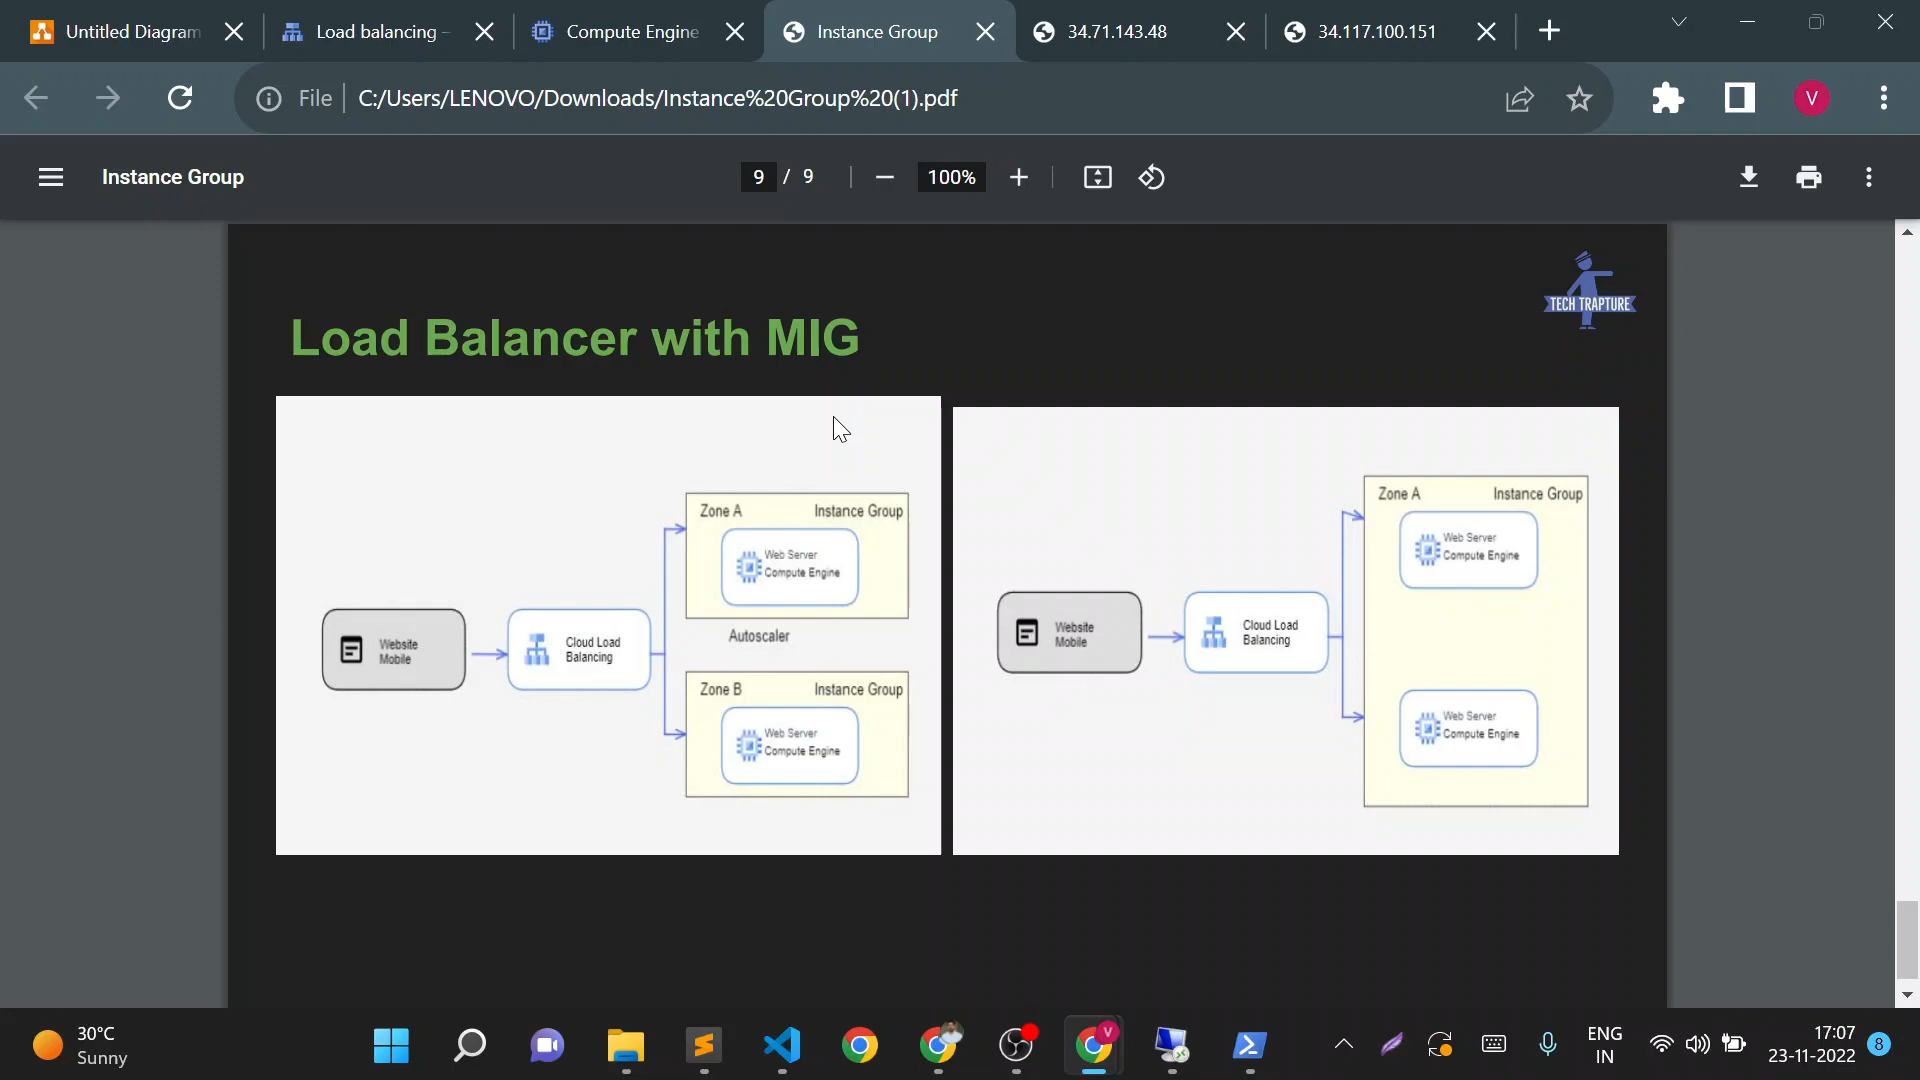 Untitled Diagram
Load balancing –
Compute Engine
Instance Group
34.71.143.48
34.117.100.151
File
C:/Users/LENOVO/Downloads/Instance%20Group%20(1).pdf
V
Instance Group
9 / 9
100%
TECH TRAPTURE
Load Balancer with MIG
Zone A
Instance Group
Web Server
Compute Engine
Website
Mobile
Cloud Load
Balancing
Autoscaler
Zone B
Instance Group
Web Server
Compute Engine
Zone A
Instance Group
Web Server
Compute Engine
Website
Mobile
Cloud Load
Balancing
Web Server
Compute Engine
30°C
Sunny
V
ENG
IN
17:07
23-11-2022
8